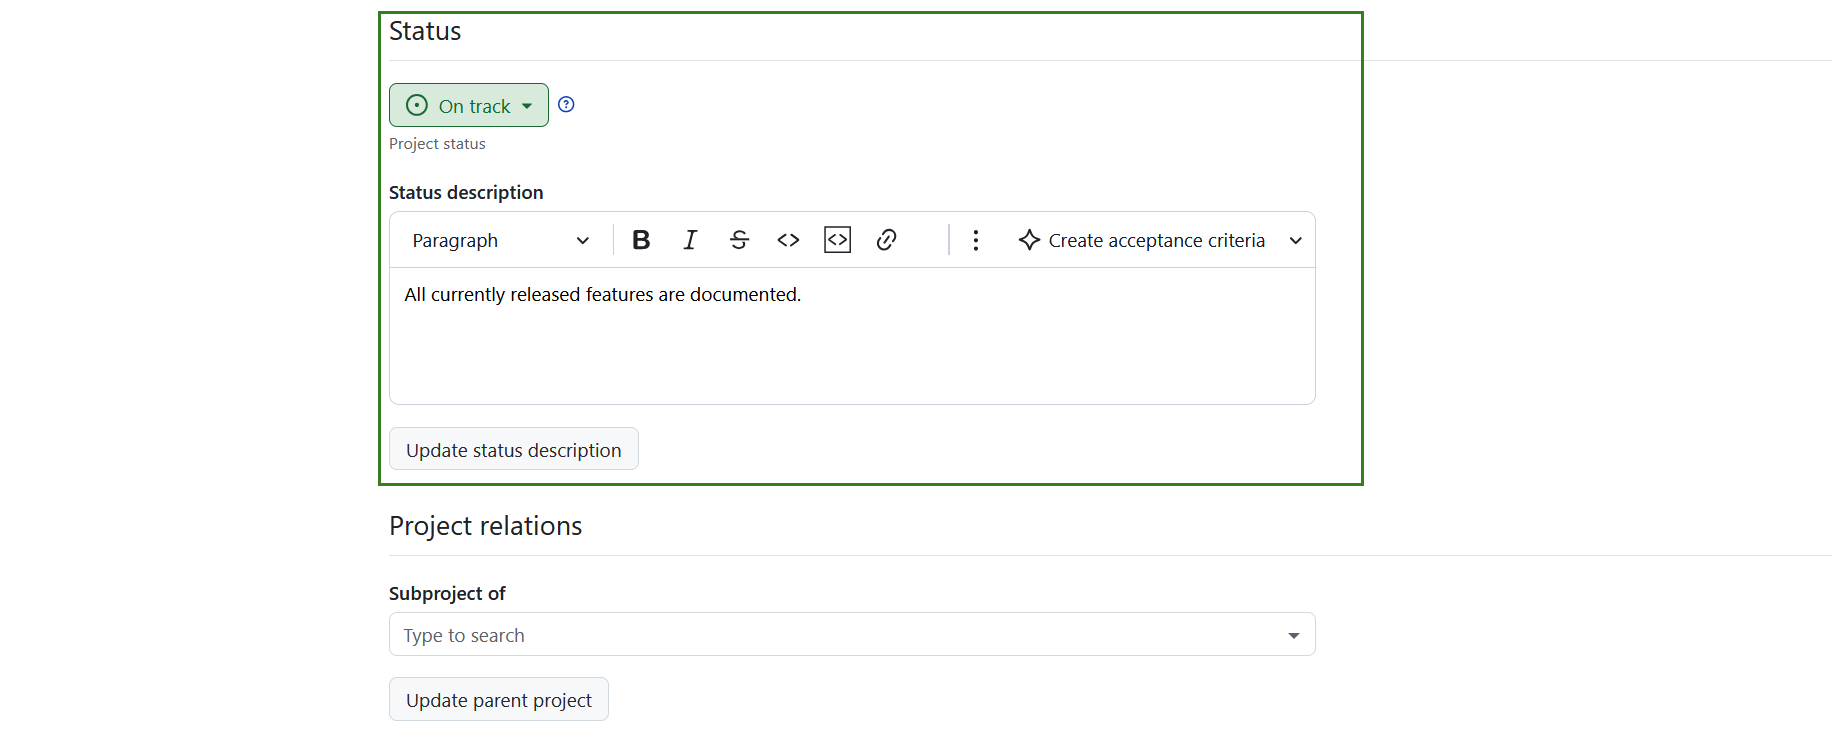 Status
On track
Project status
Status description
Paragraph B I S <> <> Create acceptance criteria
All currently released features are documented.
Update status description
Project relations
Subproject of
Type to search
Update parent project